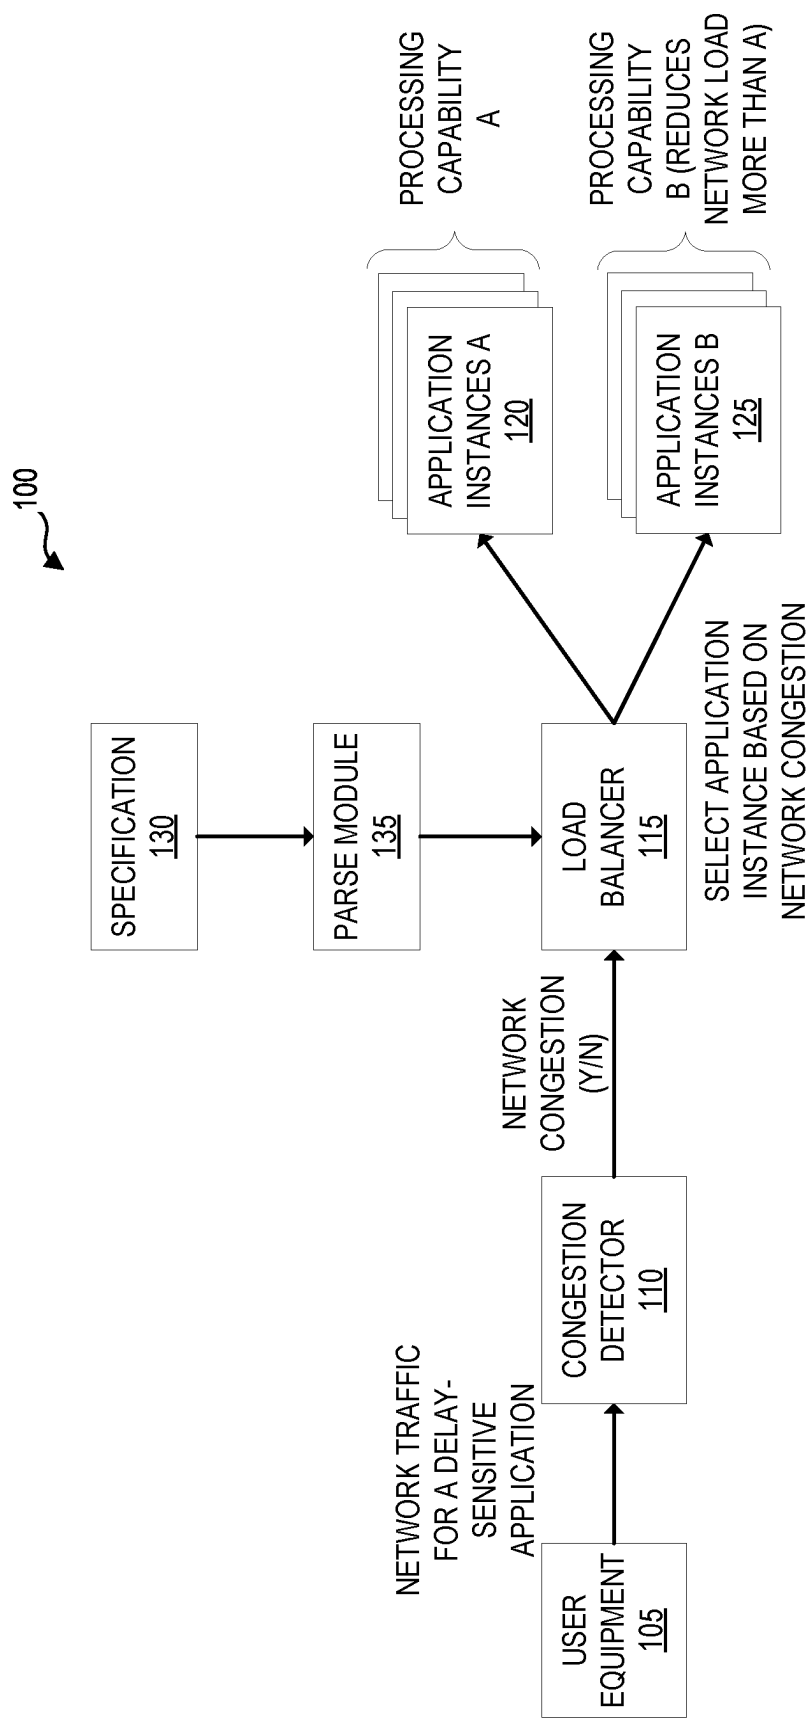 100
SPECIFICATION
130
PARSE MODULE
135
NETWORK TRAFFIC
FOR A DELAY-
SENSITIVE
APPLICATION
USER
EQUIPMENT
105
CONGESTION
DETECTOR
110
NETWORK
CONGESTION
(Y/N)
LOAD
BALANCER
115
SELECT APPLICATION
INSTANCE BASED ON
NETWORK CONGESTION
APPLICATION
INSTANCES A
120
PROCESSING
CAPABILITY
A
APPLICATION
INSTANCES B
125
PROCESSING
CAPABILITY
B (REDUCES
NETWORK LOAD
MORE THAN A)